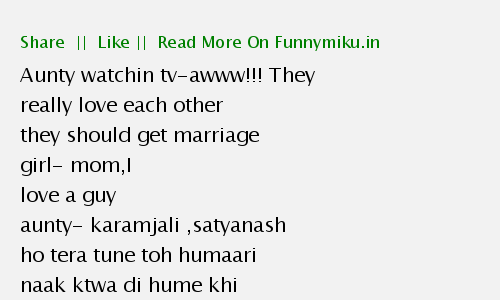 Share || Like || Read More On Funnymiku.in
Aunty watchin tv-awww!!! They
really love each other
they should get marriage
girl- mom,I
love a guy
aunty- karamjali ,satyanash
ho tera tune toh humaari
naak ktwa di hume khi